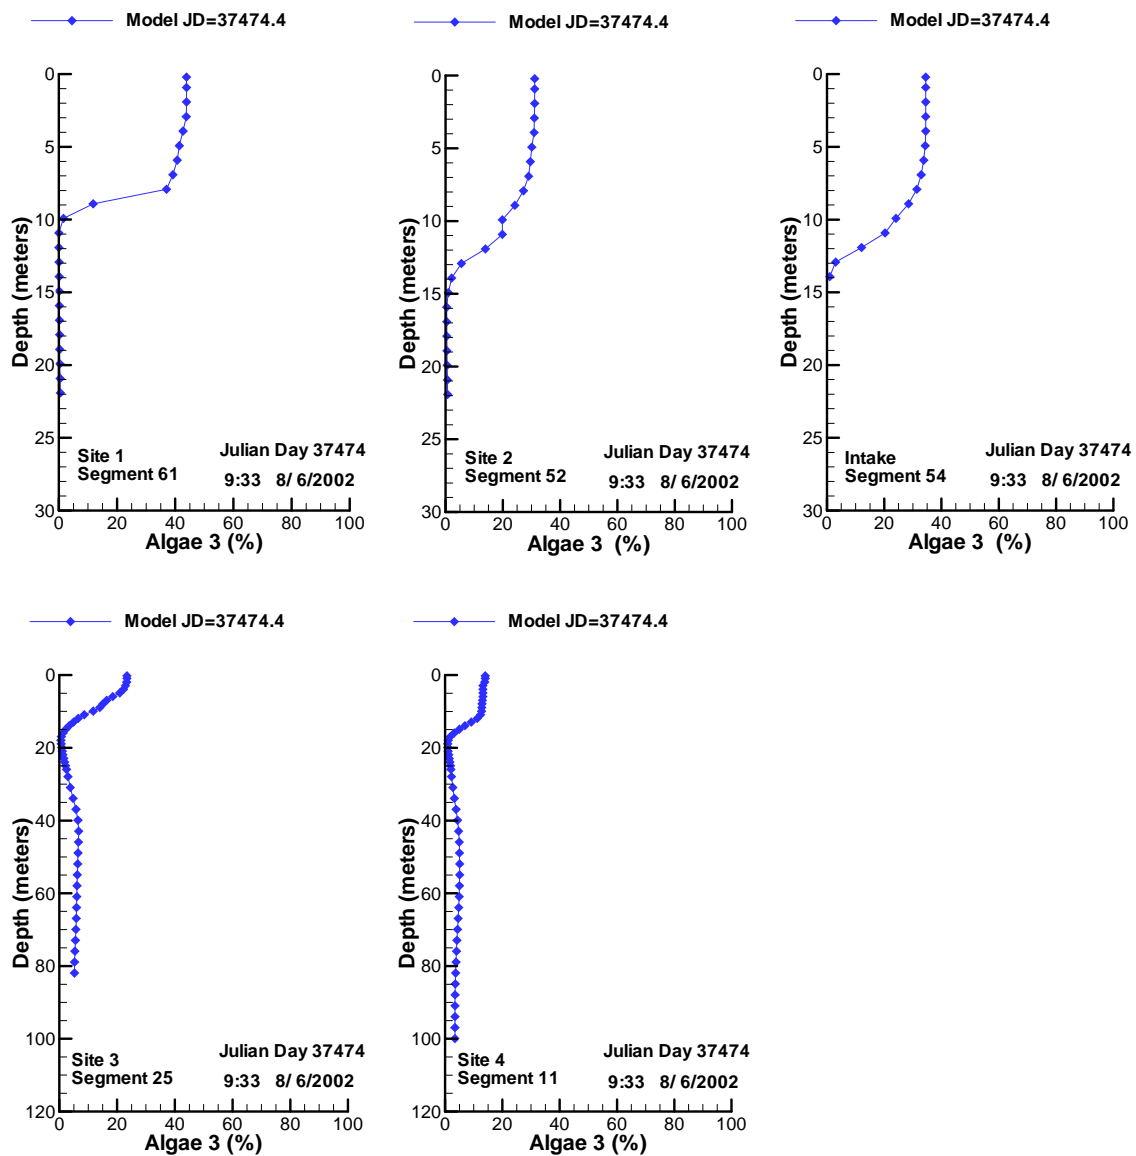 Model JD=37474.4
0
5
10
15
20
25
30
Depth (meters)
Site 1
Segment 61
Julian Day 37474
9:33 8/ 6/2002
0 20 40 60 80 100
Algae 3 (%)
Model JD=37474.4
0
5
10
15
20
25
30
Depth (meters)
Site 2
Segment 52
Julian Day 37474
9:33 8/ 6/2002
0 20 40 60 80 100
Algae 3 (%)
Model JD=37474.4
0
5
10
15
20
25
30
Depth (meters)
Intake
Segment 54
Julian Day 37474
9:33 8/ 6/2002
0 20 40 60 80 100
Algae 3 (%)
Model JD=37474.4
0
20
40
60
80
100
120
Depth (meters)
Site 3
Segment 25
Julian Day 37474
9:33 8/ 6/2002
0 20 40 60 80 100
Algae 3 (%)
Model JD=37474.4
0
20
40
60
80
100
120
Depth (meters)
Site 4
Segment 11
Julian Day 37474
9:33 8/ 6/2002
0 20 40 60 80 100
Algae 3 (%)